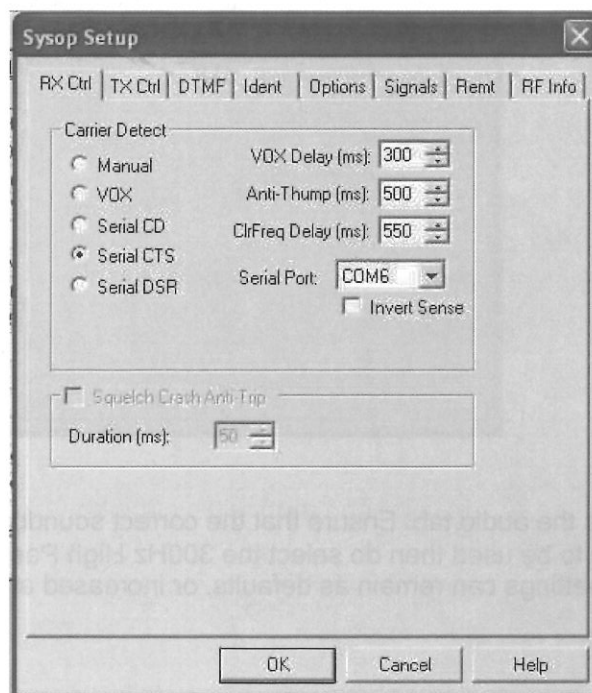 Sysop Setup
RX Ctrl TX Ctrl DTMF Ident Options Signals Remt RF Info
Carrier Detect
Manual
VOX
Serial CD
Serial CTS
Serial DSR
VOX Delay (ms): 300
Anti-Thump (ms): 500
ClrFreq Delay (ms): 550
Serial Port: COM6
Invert Sense
Squelch Crash Anti-Trip
Duration (ms): 50
the audio tab: Ensure that the correct sound
to be used then do select the 300Hz High Pas
settings can remain as defaults, or increased
OK Cancel Help